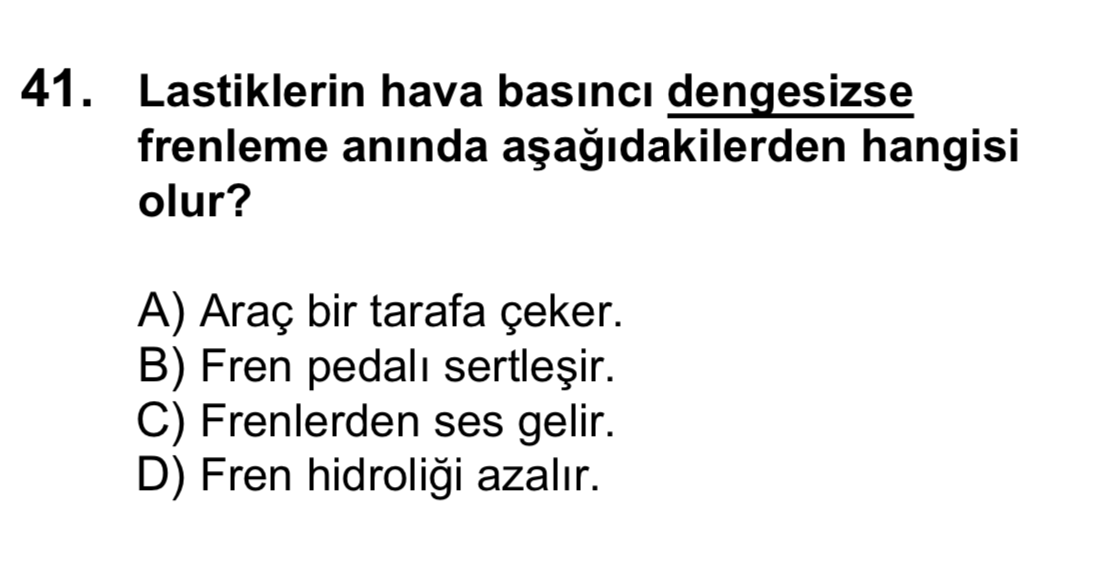 41. Lastiklerin hava basıncı dengesizse
frenleme anında aşağıdakilerden hangisi
olur?
A) Araç bir tarafa çeker.
B) Fren pedalı sertleşir.
C) Frenlerden ses gelir.
D) Fren hidroliği azalır.